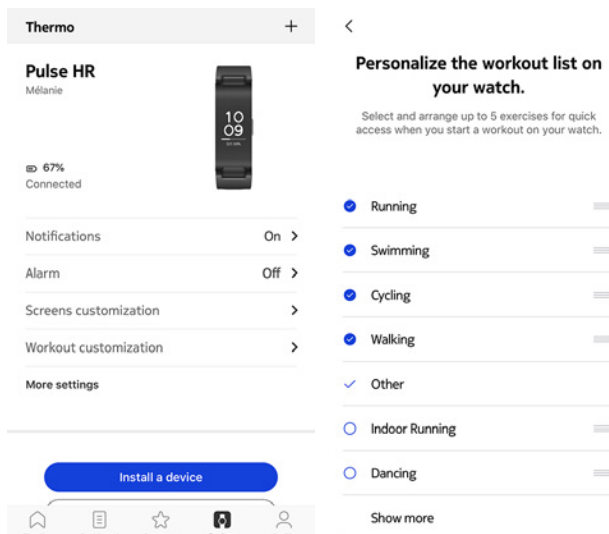 Thermo
Pulse HR
Mélanie
10
09
67%
Connected
Notifications On
Alarm Off
Screens customization
Workout customization
More settings
Install a device
Personalize the workout list on
your watch.
Select and arrange up to 5 exercises for quick
access when you start a workout on your watch.
Running
Swimming
Cycling
Walking
Other
Indoor Running
Dancing
Show more